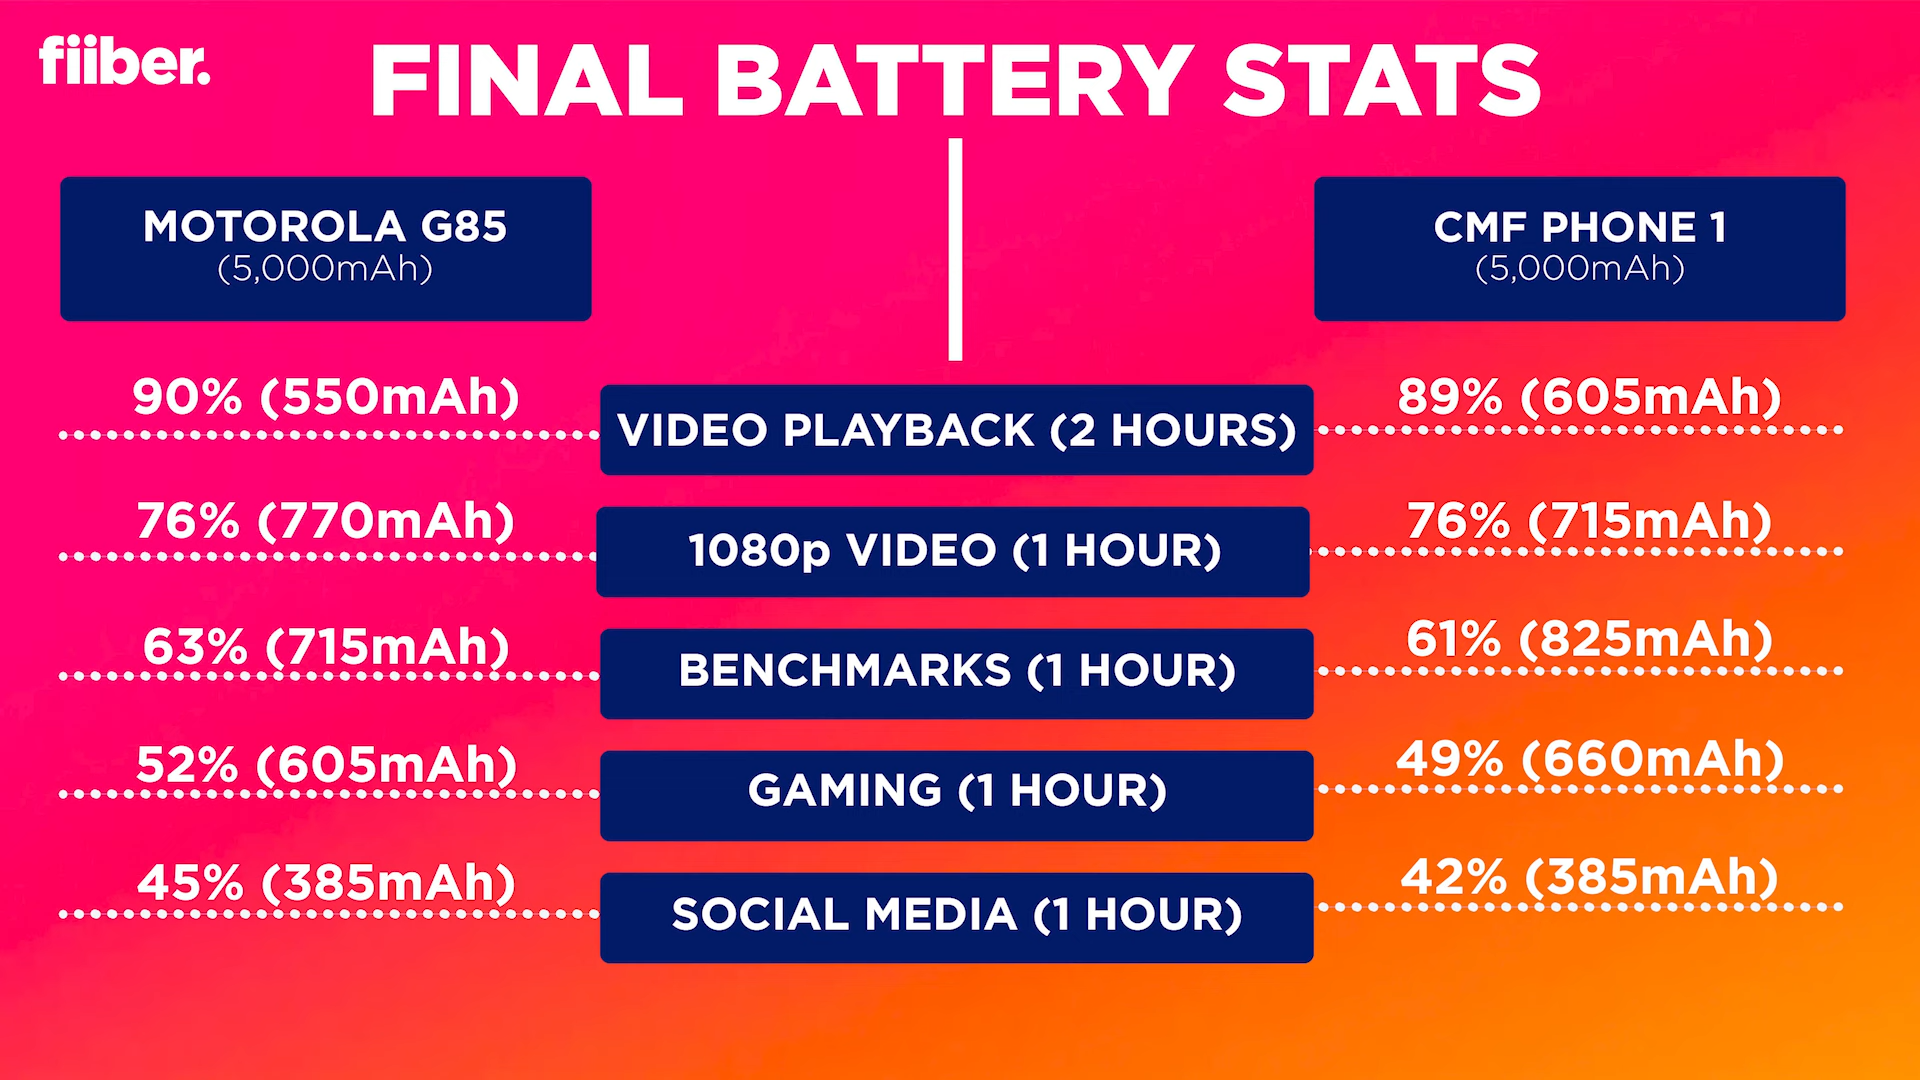 fiiber.
FINAL BATTERY STATS
MOTOROLA G85
(5,000mAh)
CMF PHONE 1
(5,000mAh)
90% (550mAh)
VIDEO PLAYBACK (2 HOURS)
89% (605mAh)
76% (770mAh)
1080p VIDEO (1 HOUR)
76% (715mAh)
63% (715mAh)
BENCHMARKS (1 HOUR)
61% (825mAh)
52% (605mAh)
GAMING (1 HOUR)
49% (660mAh)
45% (385mAh)
SOCIAL MEDIA (1 HOUR)
42% (385mAh)